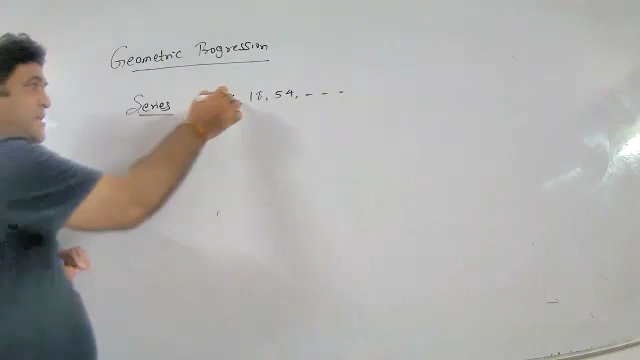 Geometric Progression
Series 18, 54, - - -